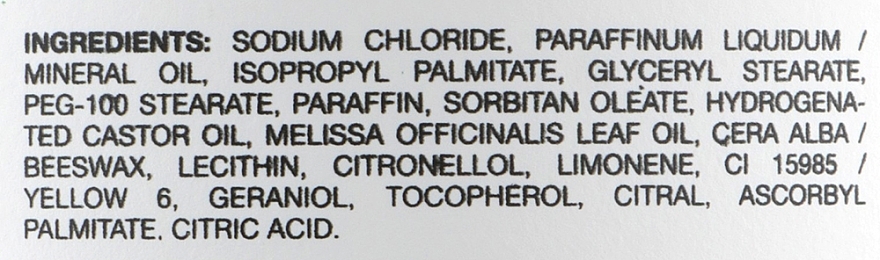 INGREDIENTS: SODIUM CHLORIDE, PARAFFINUM LIQUIDUM /
MINERAL OIL, ISOPROPYL PALMITATE, GLYCERYL STEARATE,
PEG-100 STEARATE, PARAFFIN, SORBITAN OLEATE, HYDROGENA-
TED CASTOR OIL, MELISSA OFFICINALIS LEAF OIL, CERA ALBA /
BEESWAX, LECITHIN, CITRONELLOL, LIMONENE, CI 15985 /
YELLOW 6, GERANIOL, TOCOPHEROL, CITRAL, ASCORBYL
PALMITATE. CITRIC ACID.